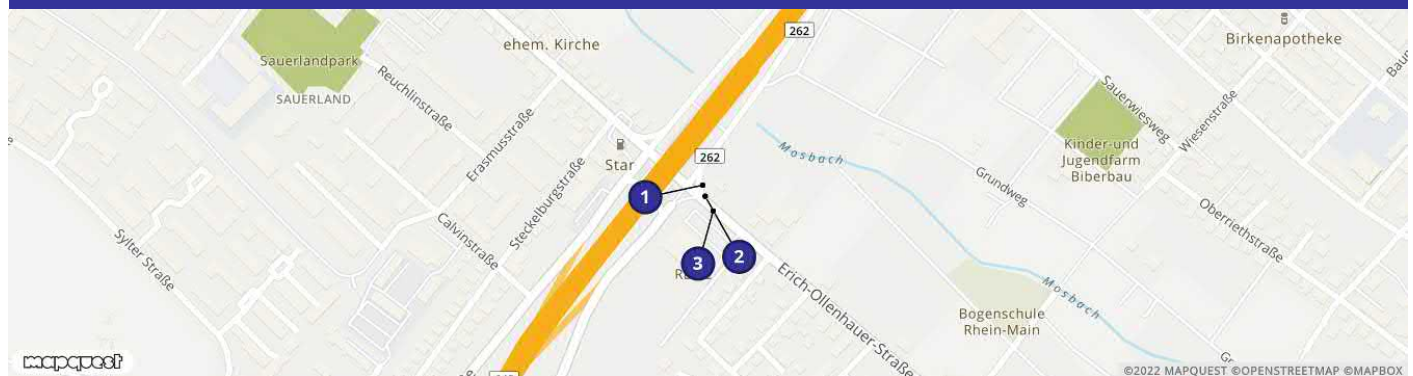 262
ehem. Kirche
Birkenapotheke
Sauerlandpark
SAUERLAND
Reuchlinstraße
Erasmusstraße
Sauerwiesweg
Wiesenstraße
Star
262
Mosbach
Kinder-und
Jugendfarm
Biberbau
Grundweg
Steckelburgstraße
1
Calvinstraße
Sylter Straße
Oberriethstraße
3
2
Erich-Ollenhauer-Straße
Mosbach
Bogenschule
Rhein-Main
mapquest
©2022 MAPQUEST ©OPENSTREETMAP ©MAPBOX